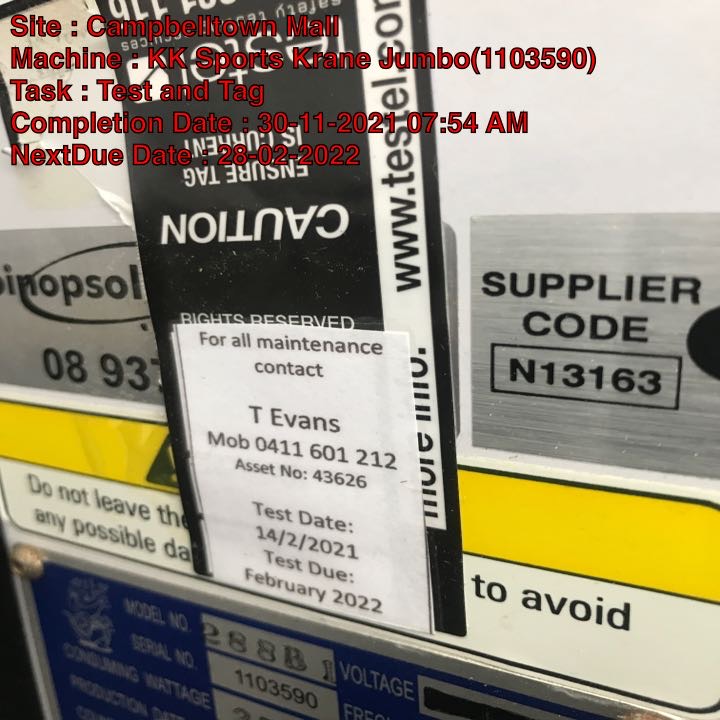 Site : Campbelltown Mall
Machine : KK Sports Krane Jumbo(1103590)
Task : Test and Tag
Completion Date : 30-11-2021 07:54 AM
NextDue Date : 28-02-2022
ENSURE TAG
IS CURRENT
CAUTION
www.testel.com
more info.
RIGHTS RESERVED
For all maintenance
contact
T Evans
Mob 0411 601 212
Asset No: 43626
Test Date:
14/2/2021
Test Due:
February 2022
08 93
SUPPLIER
CODE
N13163
Do not leave the
any possible da
to avoid
MODEL NO. 288B1
SERIAL NO. 1103590
VOLTAGE
CONSUMING WATTAGE
PRODUCTION DATE